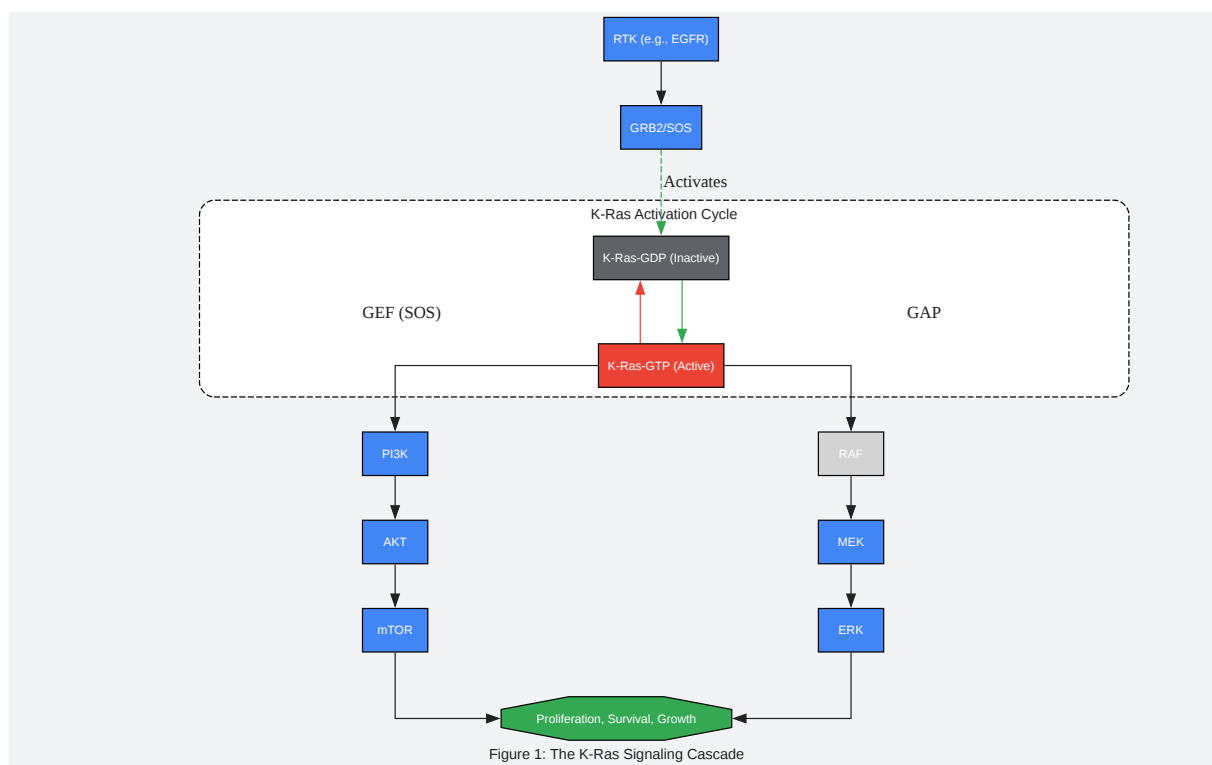 RTK (e.g., EGFR)
GRB2/SOS
Activates
K-Ras Activation Cycle
K-Ras-GDP (Inactive)
GEF (SOS)
GAP
K-Ras-GTP (Active)
PI3K
RAF
AKT
MEK
mTOR
ERK
Proliferation, Survival, Growth
Figure 1: The K-Ras Signaling Cascade